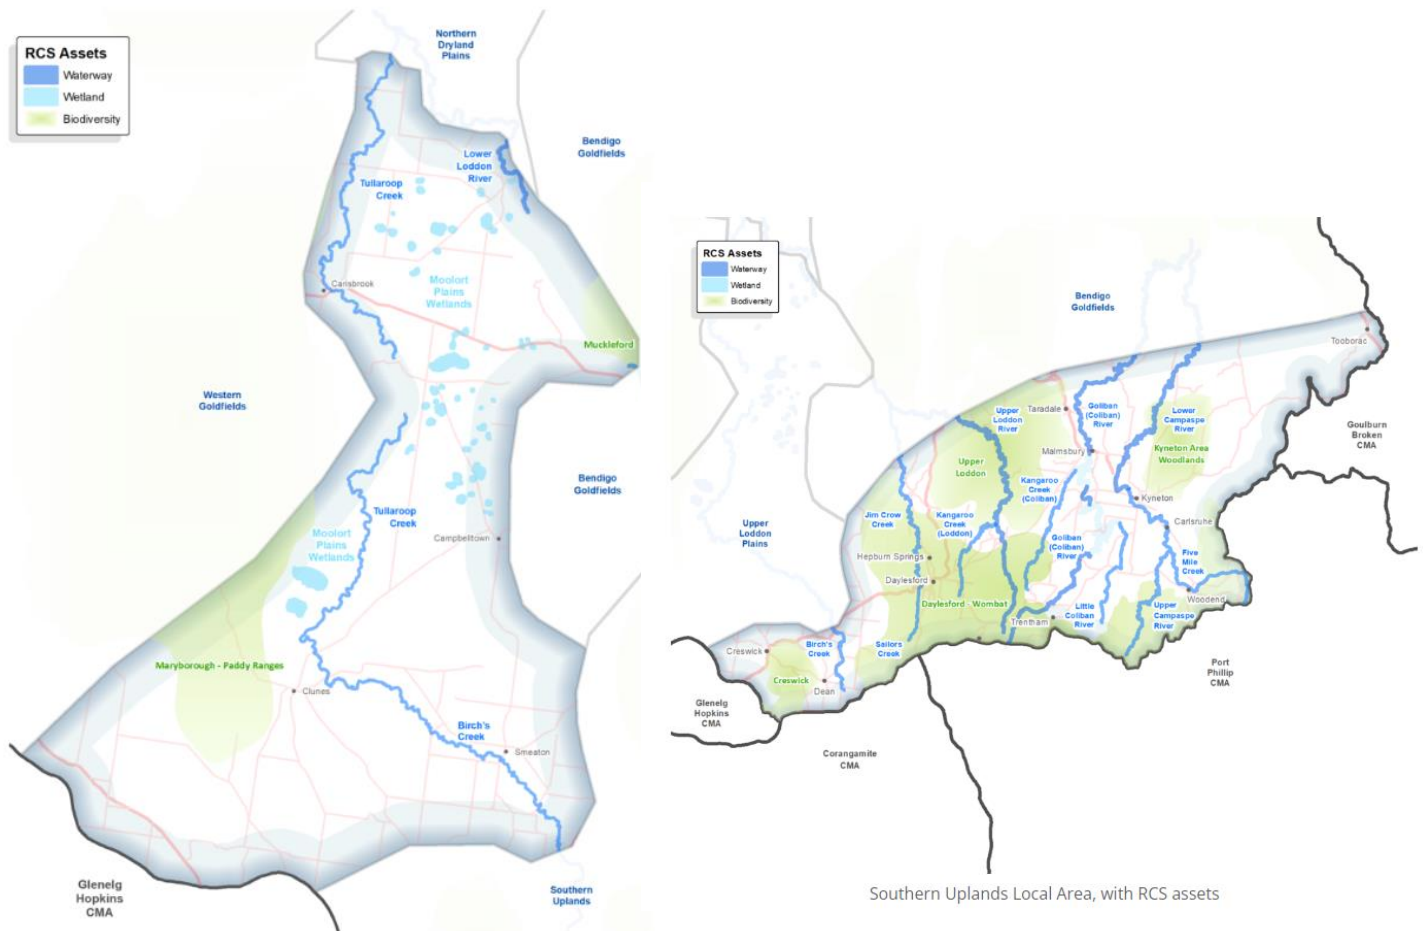 RCS Assets
Waterway
Wetland
Biodiversity
Northern
Dryland
Plains
Bendigo
Goldfields
Lower
Loddon
River
Tullaroop
Creek
Carisbrook
Moolort
Plains
Wetlands
Muckleford
Western
Goldfields
Bendigo
Goldfields
Tullaroop
Creek
Campbelltown
Moolort
Plains
Wetlands
Maryborough - Paddy Ranges
Clunes
Birch's
Creek
Smeaton
Glenelg
Hopkins
CMA
Southern
Uplands
RCS Assets
Waterway
Wetland
Biodiversity
Bendigo
Goldfields
Tooborac
Goulburn
Broken
CMA
Taradale
Upper
Loddon
River
Goliban
(Coliban)
River
Lower
Campaspe
River
Malmsbury
Kyneton Area
Woodlands
Upper
Loddon
Kangaroo
Creek
(Coliban)
Kyneton
Upper
Loddon
Plains
Jim Crow
Creek
Kangaroo
Creek
(Loddon)
Carlsruhe
Goliban
(Coliban)
River
Five
Mile
Creek
Hepburn Springs
Daylesford
Daylesford - Wombat
Woodend
Trentham
Little
Coliban
River
Upper
Campaspe
River
Creswick
Birch's
Creek
Sailors
Creek
Creswick
Dean
Port
Phillip
CMA
Glenelg
Hopkins
CMA
Corangamite
CMA
Southern Uplands Local Area, with RCS assets